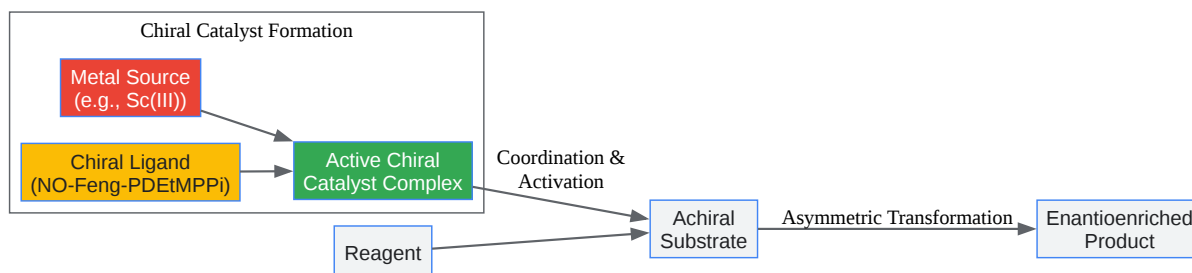 Chiral Catalyst Formation
Metal Source
(e.g., Sc(III))
Chiral Ligand
(NO-Feng-PDEtMPPi)
Active Chiral
Catalyst Complex
Coordination &
Activation
Reagent
Achiral
Substrate
Asymmetric Transformation
Enantioenriched
Product